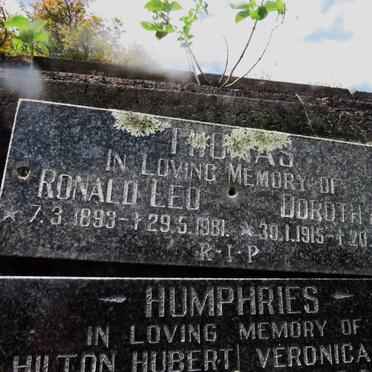 THOMAS
IN LOVING MEMORY OF
RONALD LEO DOROTH
* 7.3.1893-†29.5.1981. * 30.1.1915-†20
R·I·P
- HUMPHRIES -
IN LOVING MEMORY OF
HILTON HUBERT VERONICA